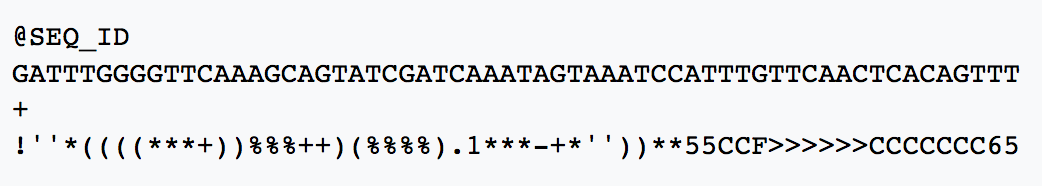 @SEQ_ID
GATTTGGGGTTCAAAGCAGTATCGATCAAATAGTAAATCCATTTGTTCAACTCACAGTTT
+
!''*((((***+))%%%++)(%%%%).1***-+*''))**55CCF>>>>>>CCCCCCC65